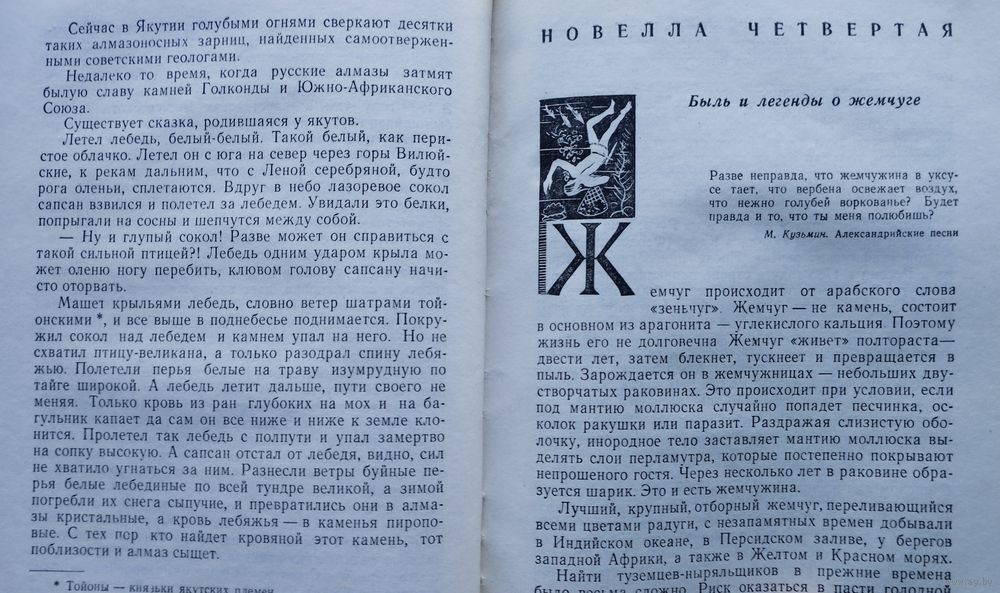 Сейчас в Якутии голубыми огнями сверкают десятки
таких алмазоносных зарниц, найденных самоотвержен-
ными советскими геологами.
Недалеко то время, когда русские алмазы затмят
былую славу камней Голконды и Южно-Африканского
Союза.
Существует сказка, родившаяся у якутов.
Летел лебедь, белый-белый. Такой белый, как пери-
стое облачко. Летел он с юга на север через горы Вилюй-
ские, к рекам дальним, что с Леной серебряной, будто
рога оленьи, сплетаются. Вдруг в небо лазоревое сокол
сапсан взвился и полетел за лебедем. Увидали это белки,
попрыгали на сосны и шепчутся между собой.
— Ну и глупый сокол! Разве может он справиться с
такой сильной птицей?! Лебедь одним ударом крыла мо-
жет оленю ногу перебить, клювом голову сапсану начи-
сто оторвать.
Машет крыльями лебедь, словно ветер шатрами той-
онскими *, и все выше в поднебесье поднимается. Покру-
жил сокол над лебедем и камнем упал на него. Но не
схватил птицу-великана, а только разодрал спину лебя-
жью. Полетели перья белые на траву изумрудную по
тайге широкой. А лебедь летит дальше, пути своего не
меняя. Только кровь из ран глубоких на мох и на ба-
гульник капает да сам он все ниже и ниже к земле кло-
нится. Пролетел так лебедь с полпути и упал замертво
на сопку высокую. А сапсан отстал от лебедя, видно, сил
не хватило угнаться за ним. Разнесли ветры буйные пе-
рья белые лебединые по всей тундре великой, а зимой
погребли их снега сыпучие, и превратились они в алма-
зы кристальные, а кровь лебяжья — в каменья пиропо-
вые. С тех пор кто найдет кровяной этот камень, тот
поблизости и алмаз сыщет.
* Тойоны — князьки якутских племен
НОВЕЛЛА ЧЕТВЕРТАЯ
Быль и легенды о жемчуге
Разве неправда, что жемчужина в уксу-
се тает, что вербена освежает воздух,
что нежно голубей воркованье? Будет
правда и то, что ты меня полюбишь?
М. Кузьмин. Александрийские песни
Жемчуг происходит от арабского слова
«зеньчуг». Жемчуг — не камень, состоит
в основном из арагонита — углекислого кальция. Поэтому
жизнь его не долговечна Жемчуг «живет» полтораста—
двести лет, затем блекнет, тускнеет и превращается в
пыль. Зарождается он в жемчужницах — небольших дву-
створчатых раковинах. Это происходит при условии, если
под мантию моллюска случайно попадет песчинка, ос-
колок ракушки или паразит. Раздражая слизистую обо-
лочку, инородное тело заставляет мантию моллюска вы-
делять слои перламутра, которые постепенно покрывают
непрошеного гостя. Через несколько лет в раковине обра-
зуется шарик. Это и есть жемчужина.
Лучший, крупный, отборный жемчуг, переливающийся
всеми цветами радуги, с незапамятных времен добывали
в Индийском океане, в Персидском заливе, у берегов
западной Африки, а также в Желтом и Красном морях.
Найти туземцев-ныряльщиков в прежние времена
было весьма сложно. Риск оказаться в пасти голодной